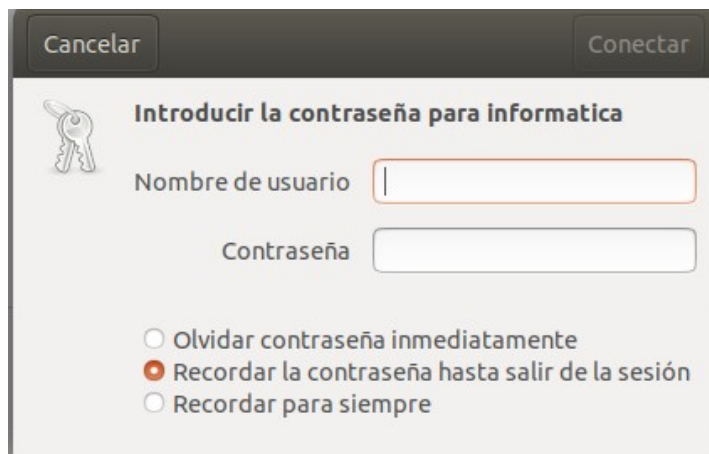 Cancelar Conectar
Introducir la contraseña para informatica
Nombre de usuario
Contraseña
Olvidar contraseña inmediatamente
Recordar la contraseña hasta salir de la sesión
Recordar para siempre